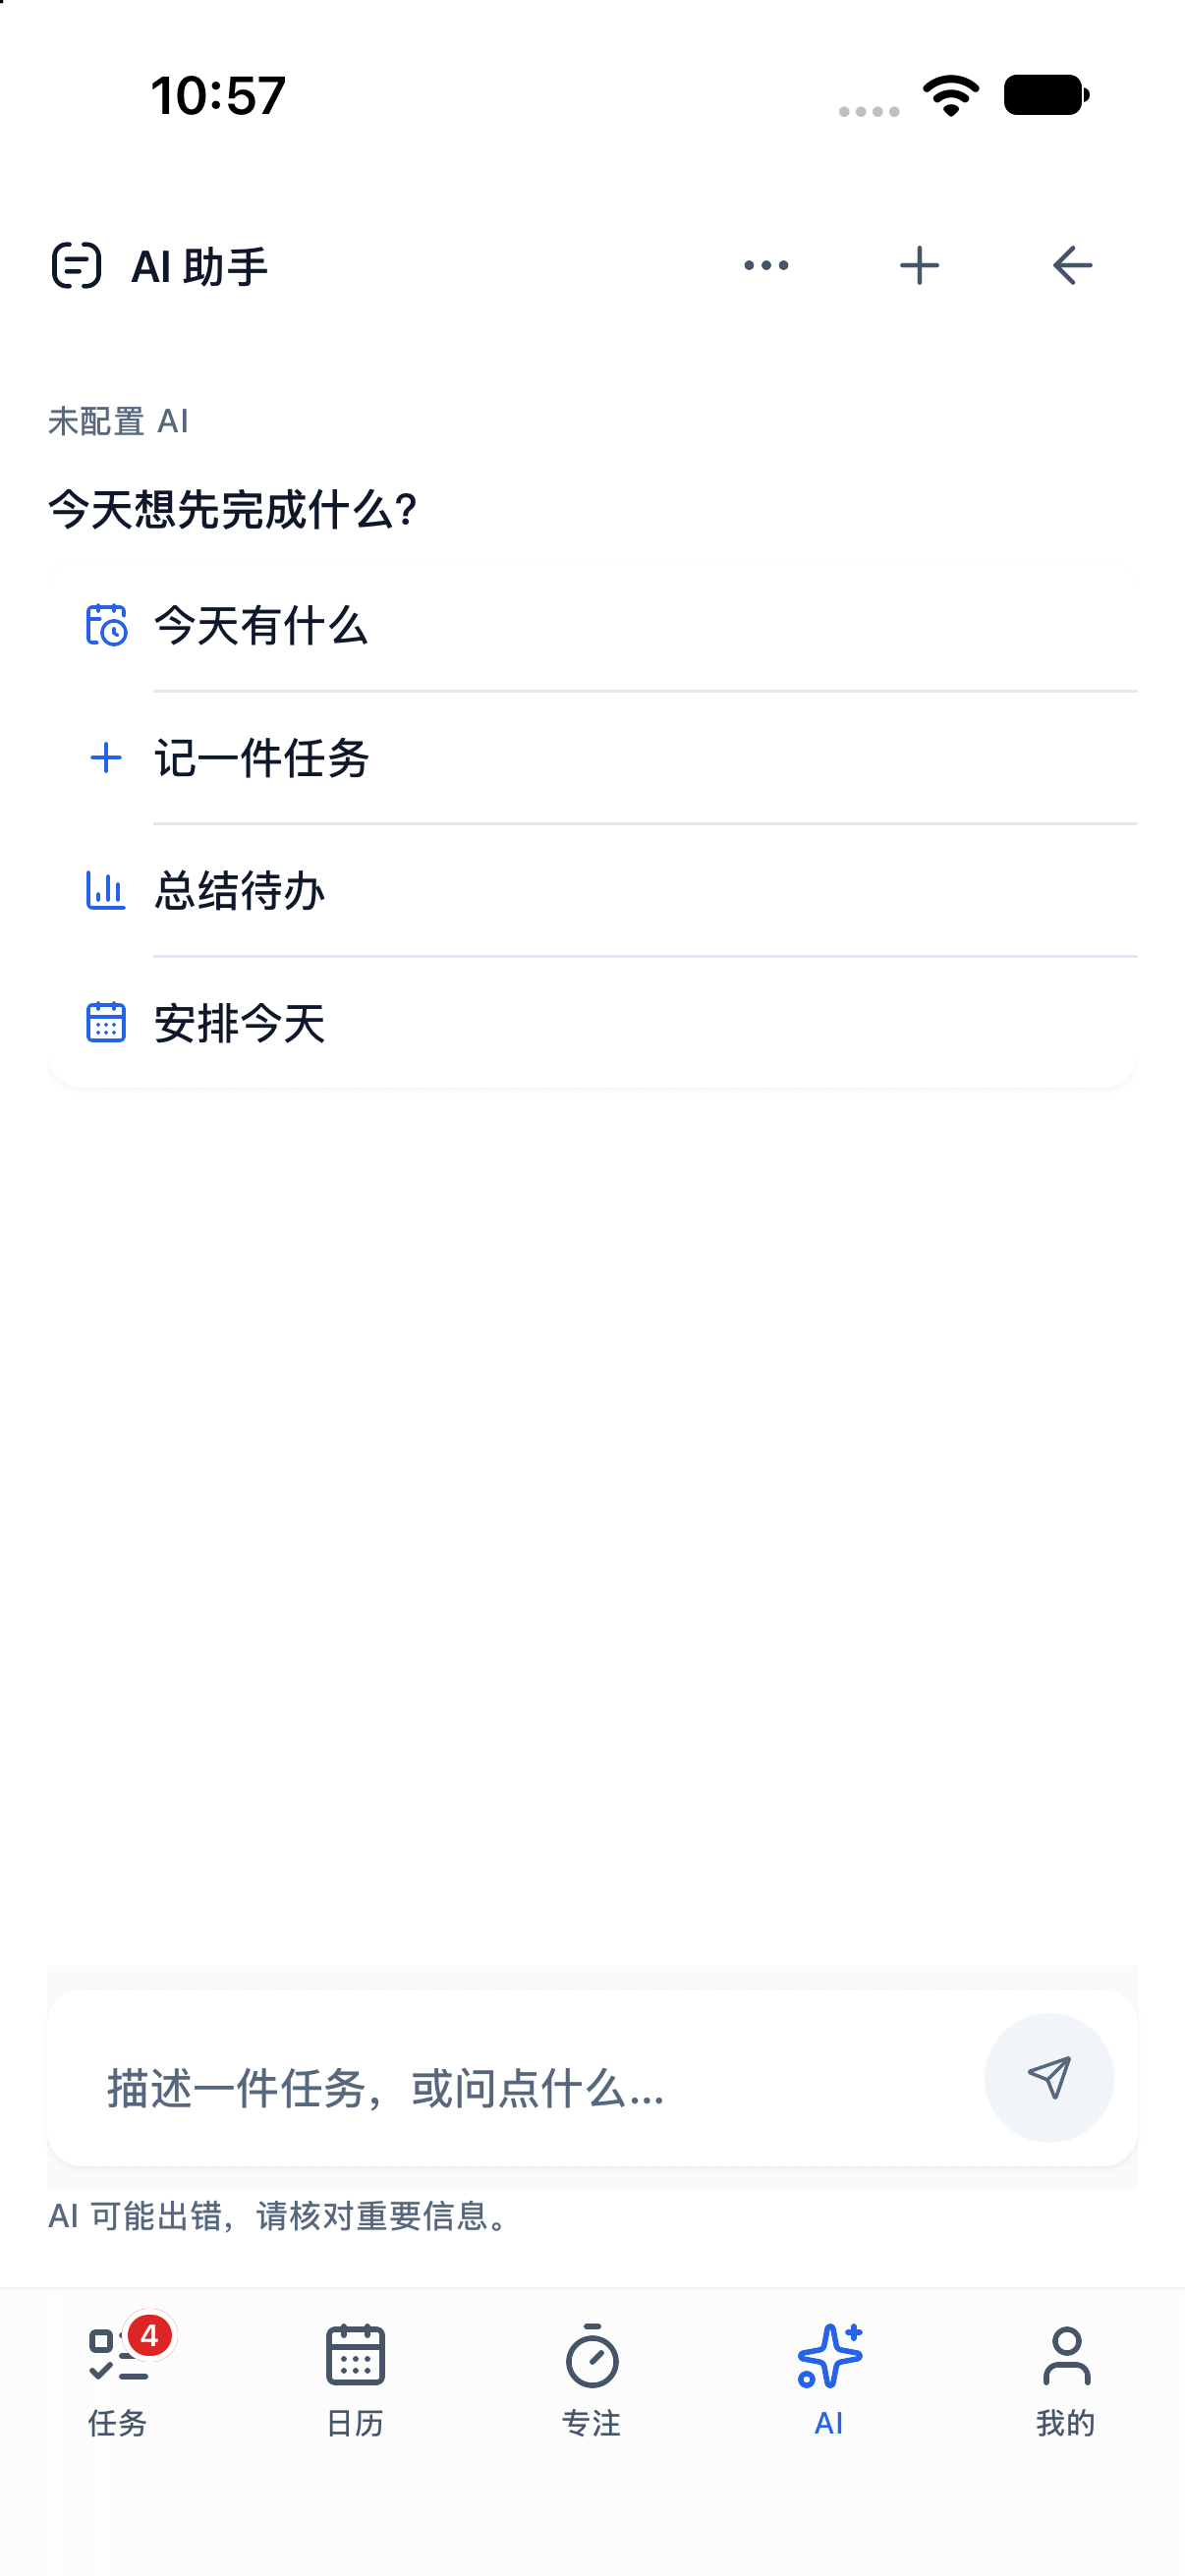 10:57
AI 助手
未配置 AI
今天想先完成什么?
今天有什么
记一件任务
总结待办
安排今天
描述一件任务，或问点什么...
AI 可能出错，请核对重要信息。
4
任务
日历
专注
AI
我的